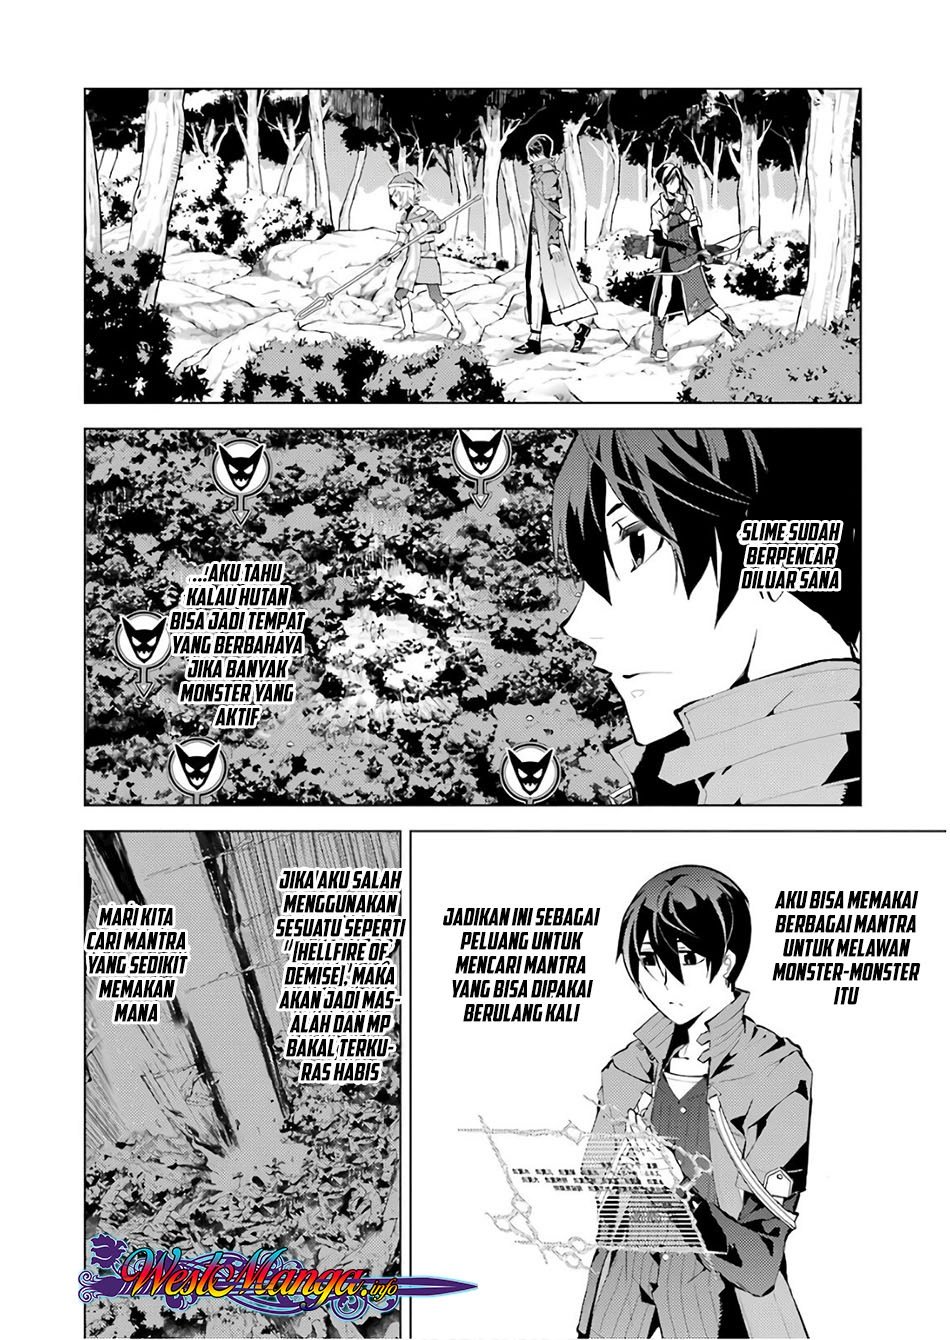 SLIME SUDAH
BERPENCAR
DILUAR SANA
...!AKU TAHU
KALAU HUTAN
BISA JADI TEMPAT
YANG BERBAHAYA
JIKA BANYAK
MONSTER YANG
AKTIF
AKU BISA MEMAKAI
BERBAGAI MANTRA
UNTUK MELAWAN
MONSTER-MONSTER
ITU
JADIKAN INI SEBAGAI
PELUANG UNTUK
MENCARI MANTRA
YANG BISA DIPAKAI
BERULANG KALI
JIKA AKU SALAH
MENGGUNAKAN
SESUATU SEPERTI
[HELLFIRE OF
DEMISE], MAKA
AKAN JADI MAS-
ALAH DAN MP
BAKAL TERKU-
RAS HABIS
MARI KITA
CARI MANTRA
YANG SEDIKIT
MEMAKAN
MANA
WestManga.info